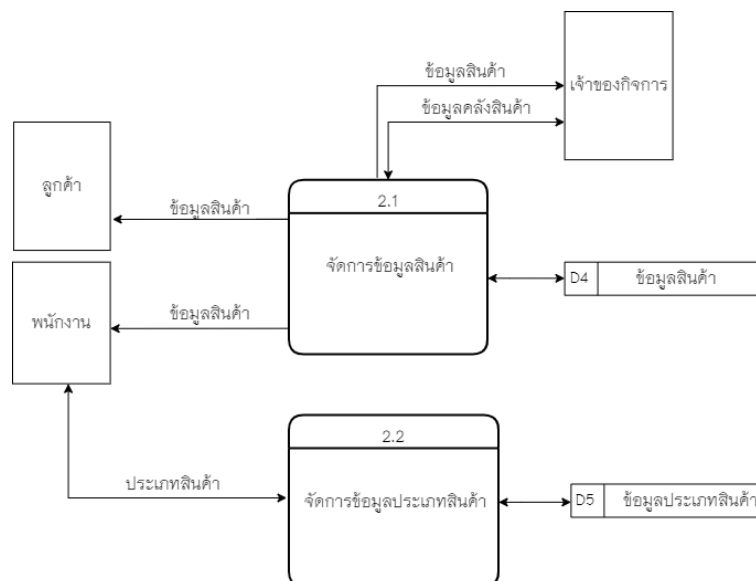 ข้อมูลสินค้า
เจ้าของกิจการ
ข้อมูลคลังสินค้า
ลูกค้า
ข้อมูลสินค้า
2.1
จัดการข้อมูลสินค้า
D4 ข้อมูลสินค้า
พนักงาน
ข้อมูลสินค้า
2.2
ประเภทสินค้า
จัดการข้อมูลประเภทสินค้า
D5 ข้อมูลประเภทสินค้า